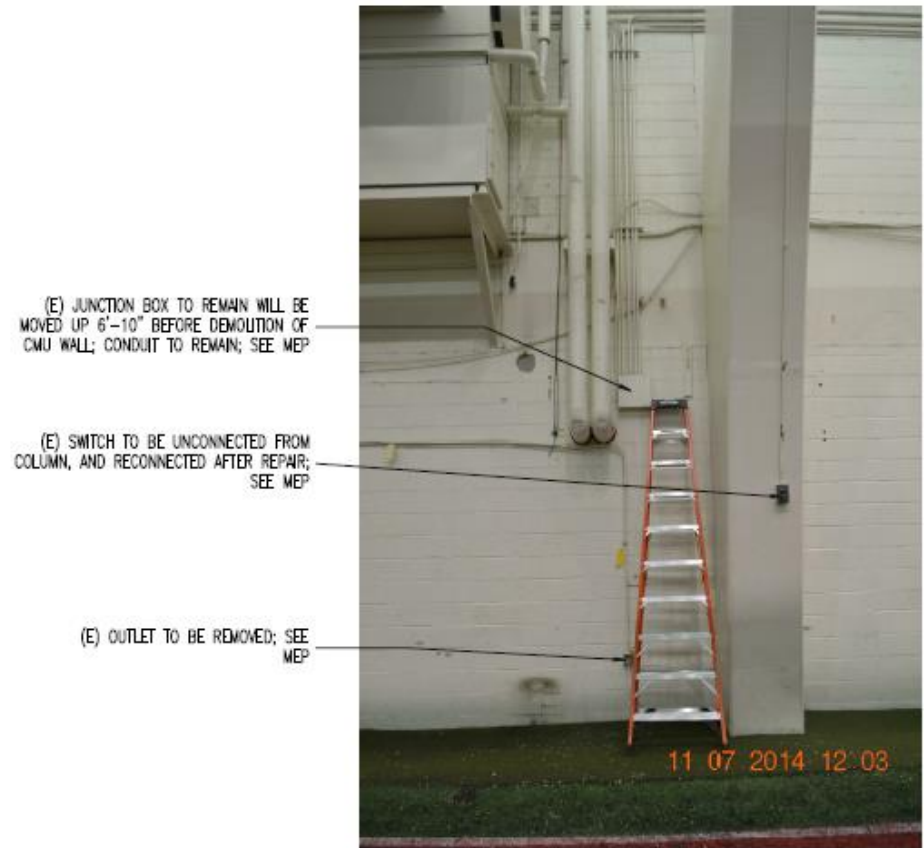 (E) JUNCTION BOX TO REMAIN WILL BE
MOVED UP 6'-10" BEFORE DEMOLITION OF
CMU WALL; CONDUIT TO REMAIN; SEE MEP
(E) SWITCH TO BE UNCONNECTED FROM
COLUMN, AND RECONNECTED AFTER REPAIR;
SEE MEP
(E) OUTLET TO BE REMOVED; SEE
MEP
11 07 2014 12:03